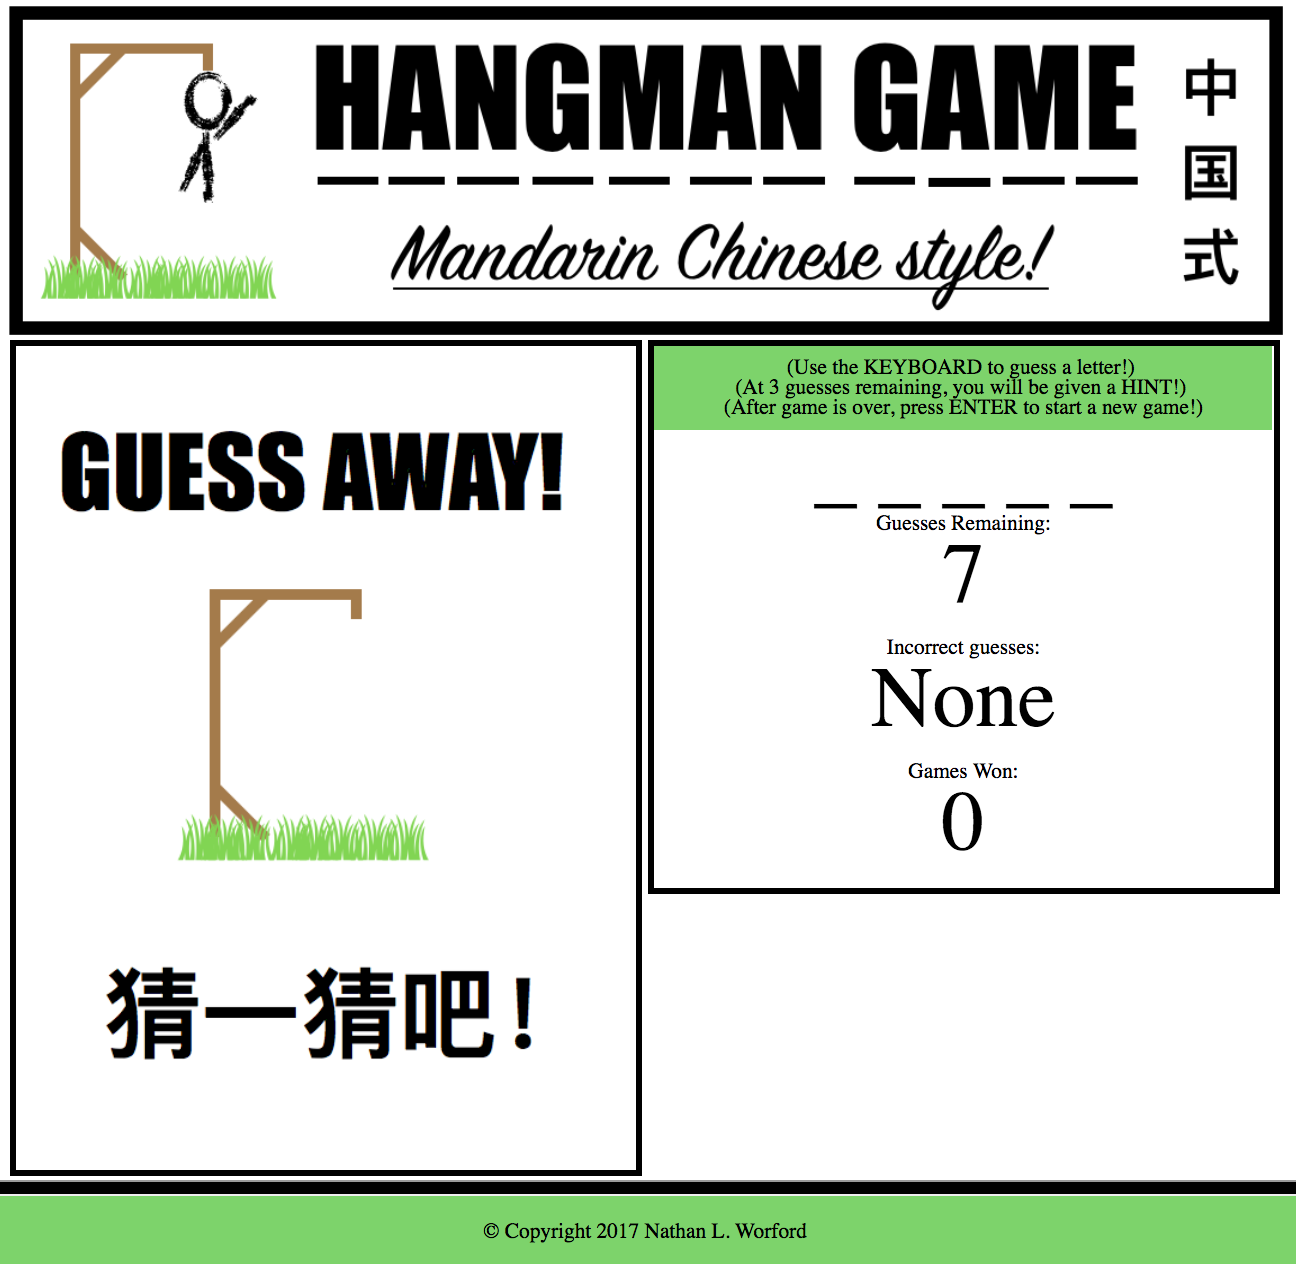 HANGMAN GAME
Mandarin Chinese style!
中国式
GUESS AWAY!
猜一猜吧!
(Use the KEYBOARD to guess a letter!)
(At 3 guesses remaining, you will be given a HINT!)
(After game is over, press ENTER to start a new game!)
_ _ _ _ _
Guesses Remaining:
7
Incorrect guesses:
None
Games Won:
0
© Copyright 2017 Nathan L. Worford